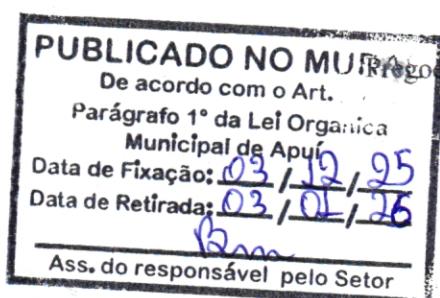 PUBLICADO NO MU
De acordo com o Art.
Parágrafo 1º da Lei Organica
Municipal de Apuí
Data de Fixação: 03 / 12 / 25
Data de Retirada: 03 / 01 / 26
Ass. do responsável pelo Setor